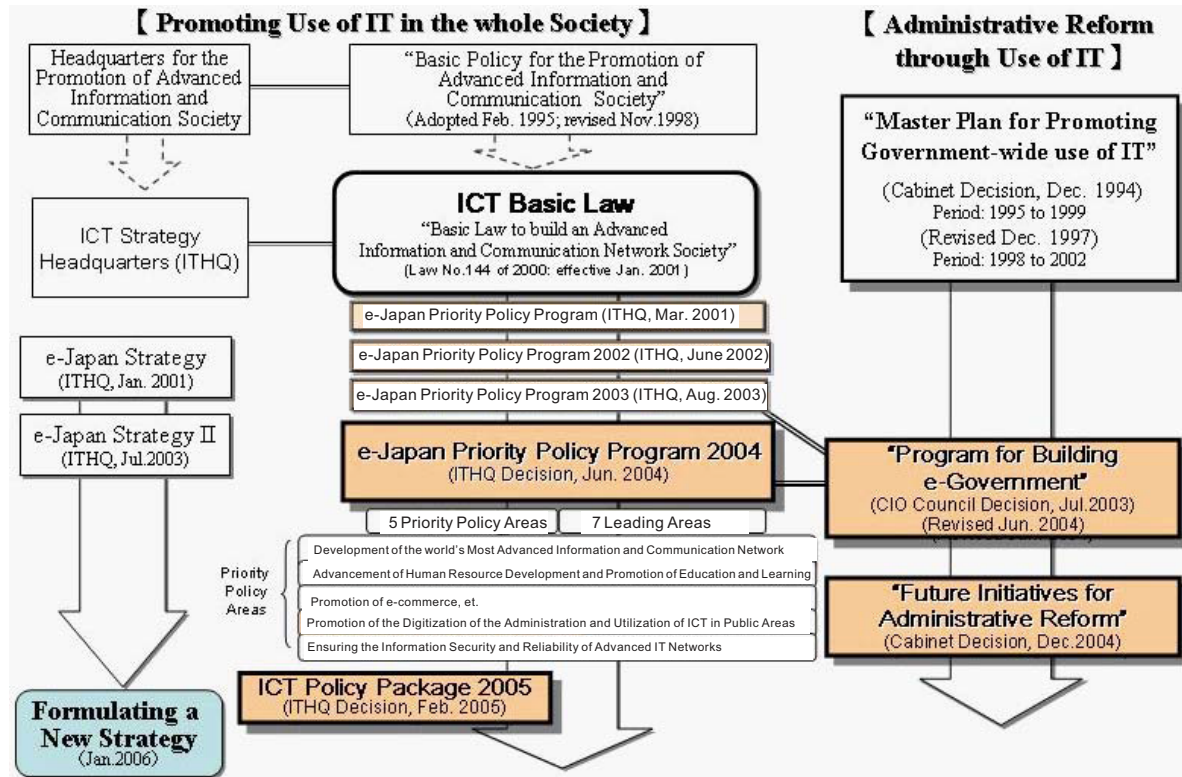 【 Promoting Use of IT in the whole Society 】
Headquarters for the
Promotion of Advanced
Information and
Communication Society
“Basic Policy for the Promotion of
Advanced Information and
Communication Society”
(Adopted Feb. 1995; revised Nov.1998)
ICT Strategy
Headquarters (ITHQ)
ICT Basic Law
“Basic Law to build an Advanced
Information and Communication Network Society”
(Law No.144 of 2000: effective Jan. 2001)
e-Japan Priority Policy Program (ITHQ, Mar. 2001)
e-Japan Priority Policy Program 2002 (ITHQ, June 2002)
e-Japan Priority Policy Program 2003 (ITHQ, Aug. 2003)
e-Japan Strategy
(ITHQ, Jan. 2001)
e-Japan Strategy II
(ITHQ, Jul.2003)
e-Japan Priority Policy Program 2004
(ITHQ Decision, Jun. 2004)
5 Priority Policy Areas
7 Leading Areas
Priority
Policy
Areas
Development of the world's Most Advanced Information and Communication Network
Advancement of Human Resource Development and Promotion of Education and Learning
Promotion of e-commerce, et.
Promotion of the Digitization of the Administration and Utilization of ICT in Public Areas
Ensuring the Information Security and Reliability of Advanced IT Networks
ICT Policy Package 2005
(ITHQ Decision, Feb. 2005)
Formulating a
New Strategy
(Jan.2006)
【 Administrative Reform
through Use of IT 】
“Master Plan for Promoting
Government-wide use of IT”
(Cabinet Decision, Dec. 1994)
Period: 1995 to 1999
(Revised Dec. 1997)
Period: 1998 to 2002
“Program for Building
e-Government”
(CIO Council Decision, Jul.2003)
(Revised Jun. 2004)
“Future Initiatives for
Administrative Reform”
(Cabinet Decision, Dec.2004)